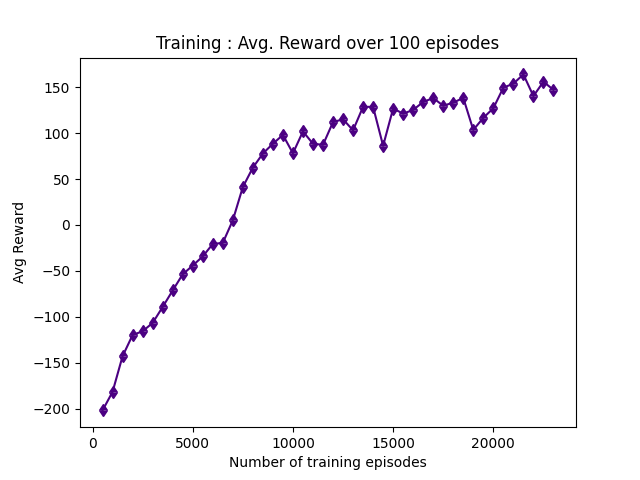 Training : Avg. Reward over 100 episodes
150
100
50
0
−50
−100
−150
−200
Avg Reward
0 5000 10000 15000 20000
Number of training episodes